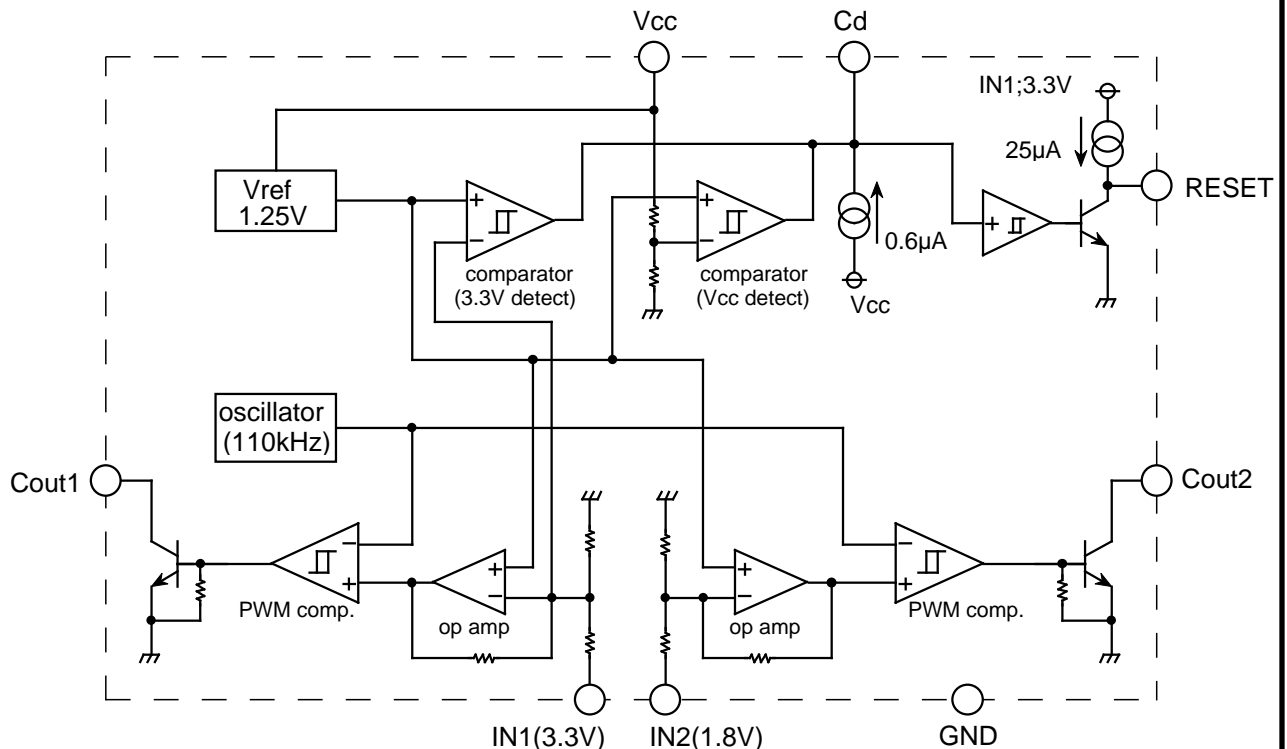 Vcc
Cd
IN1;3.3V
25µA
RESET
Vref
1.25V
+
−
+
−
+
0.6µA
comparator
(3.3V detect)
comparator
(Vcc detect)
Vcc
oscillator
(110kHz)
Cout1
Cout2
−
+
+
−
+
−
−
+
PWM comp.
op amp
op amp
PWM comp.
IN1(3.3V)
IN2(1.8V)
GND